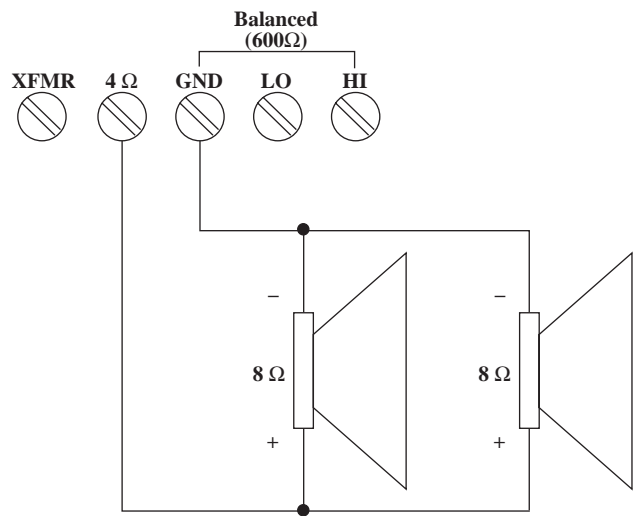 Balanced
(600Ω)
XFMR 4 Ω GND LO HI
– –
8 Ω 8 Ω
+ +